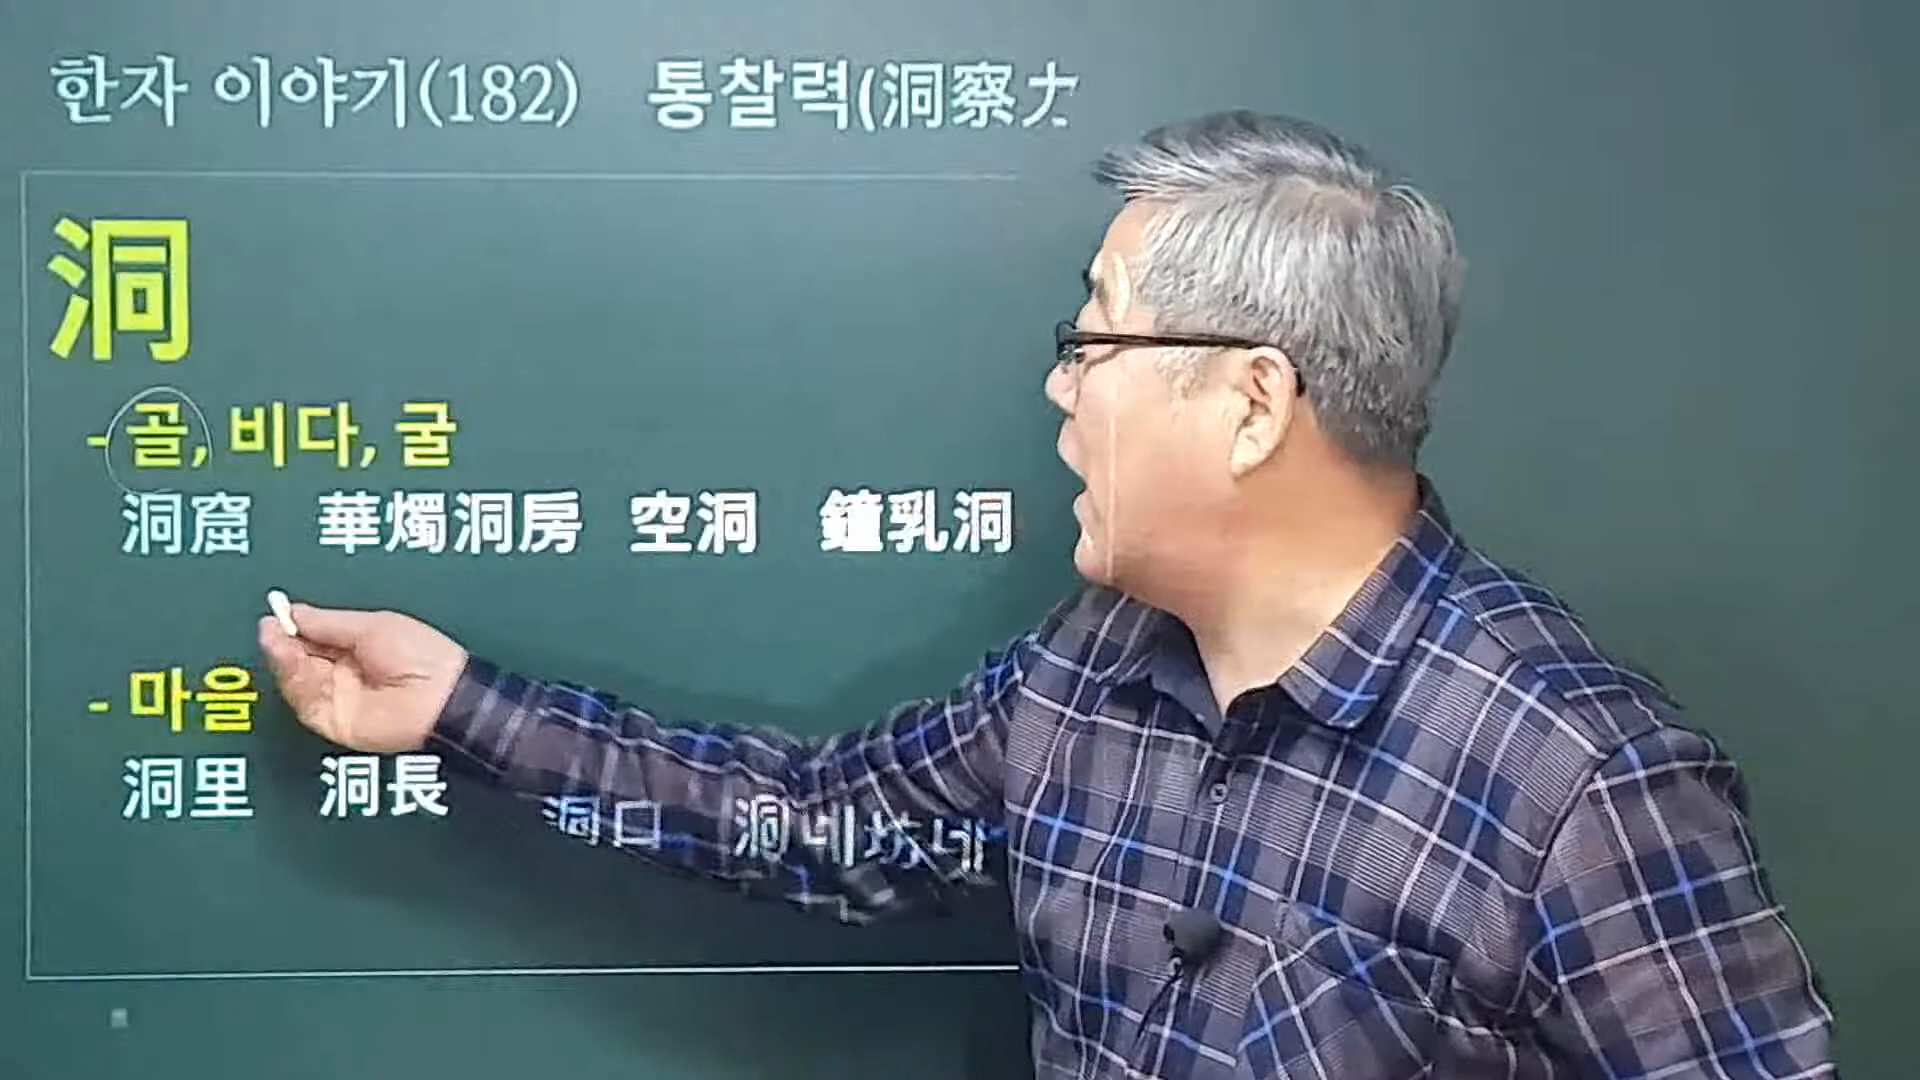 한자 이야기(182) 통찰력(洞察力
洞
- 골, 비다, 굴
洞窟 華燭洞房 空洞 鐘乳洞
- 마을
洞里 洞長 洞口 洞네坊네